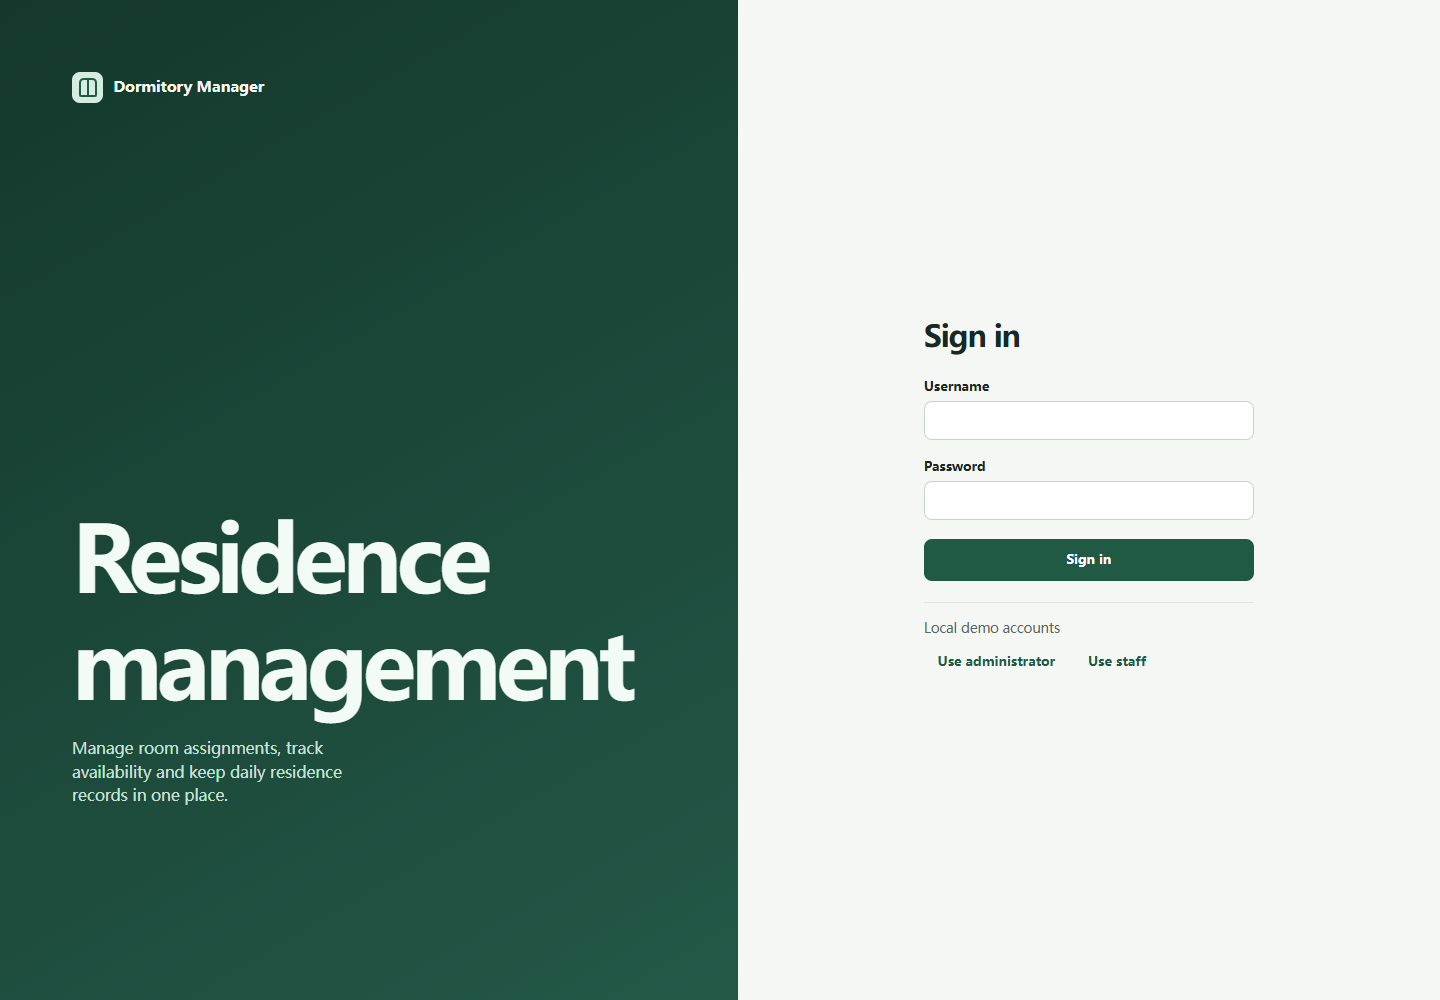 Dormitory Manager
Residence
management
Manage room assignments, track
availability and keep daily residence
records in one place.
Sign in
Username
Password
Sign in
Local demo accounts
Use administrator
Use staff